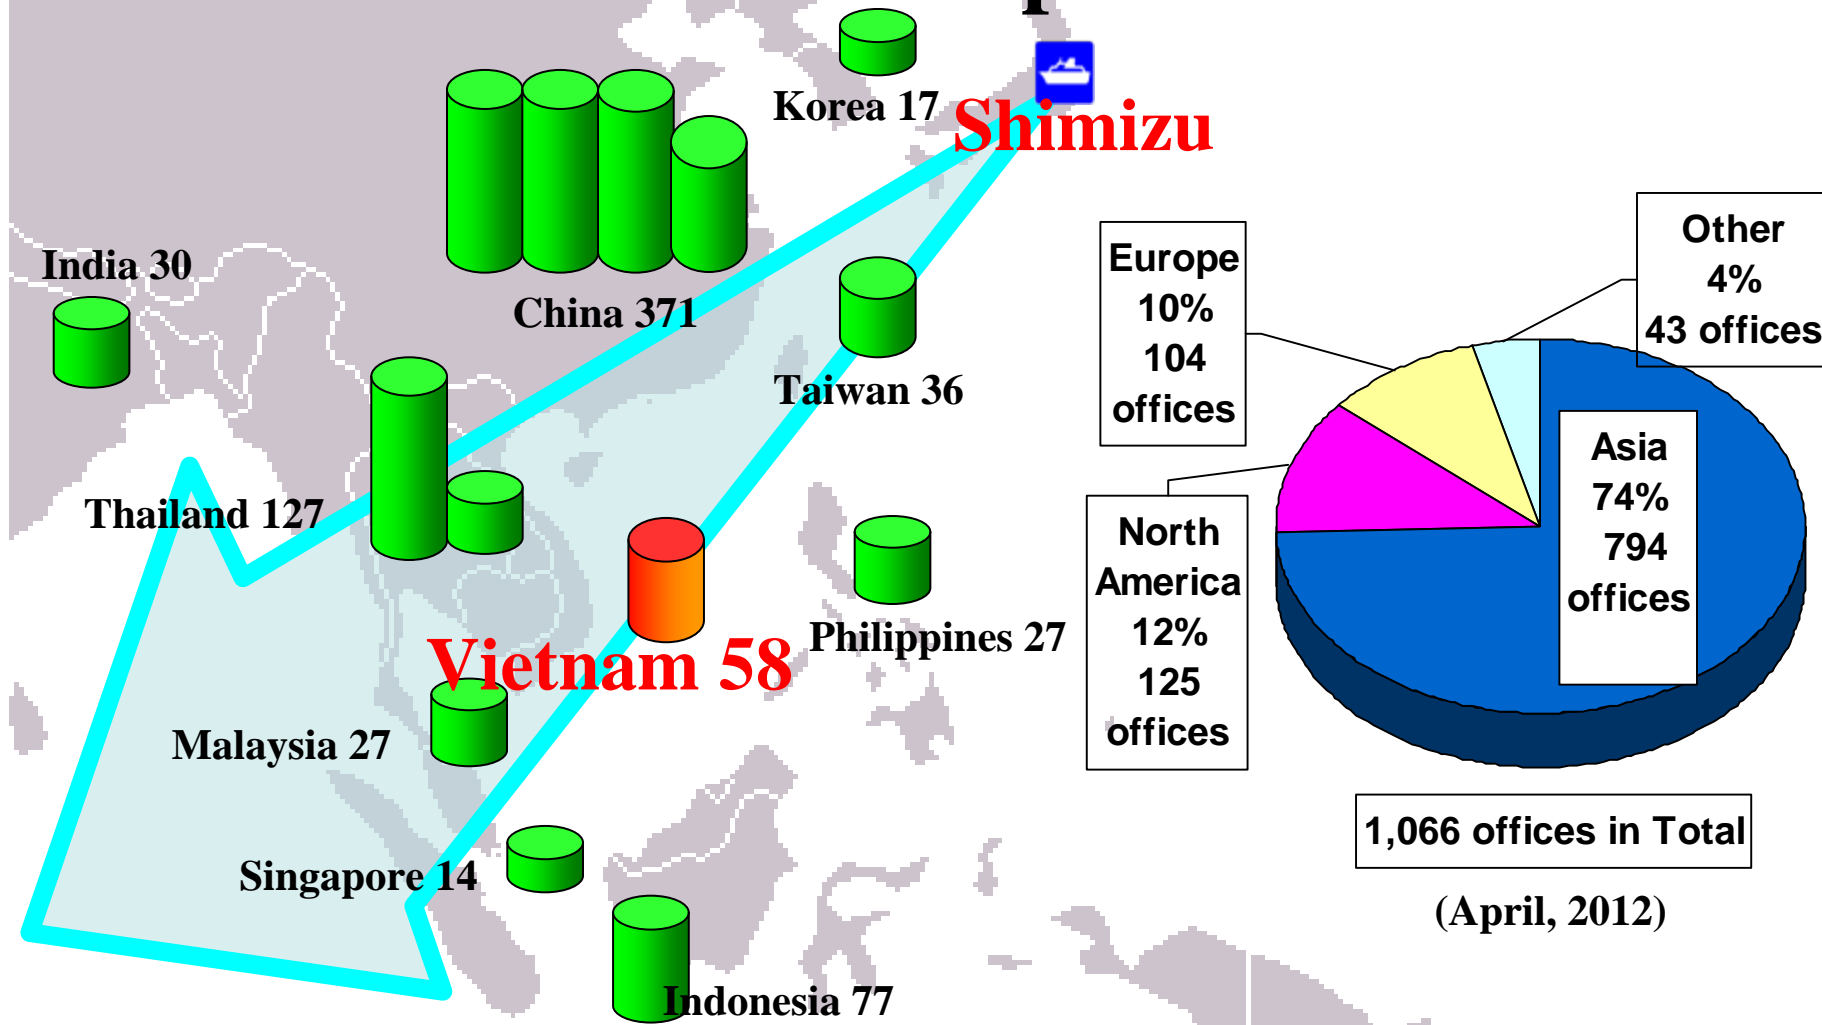 Korea 17
Shimizu
India 30
China 371
Taiwan 36
Thailand 127
Vietnam 58
Philippines 27
Malaysia 27
Singapore 14
Indonesia 77
Europe
10%
104
offices
Other
4%
43 offices
North
America
12%
125
offices
Asia
74%
794
offices
1,066 offices in Total
(April, 2012)